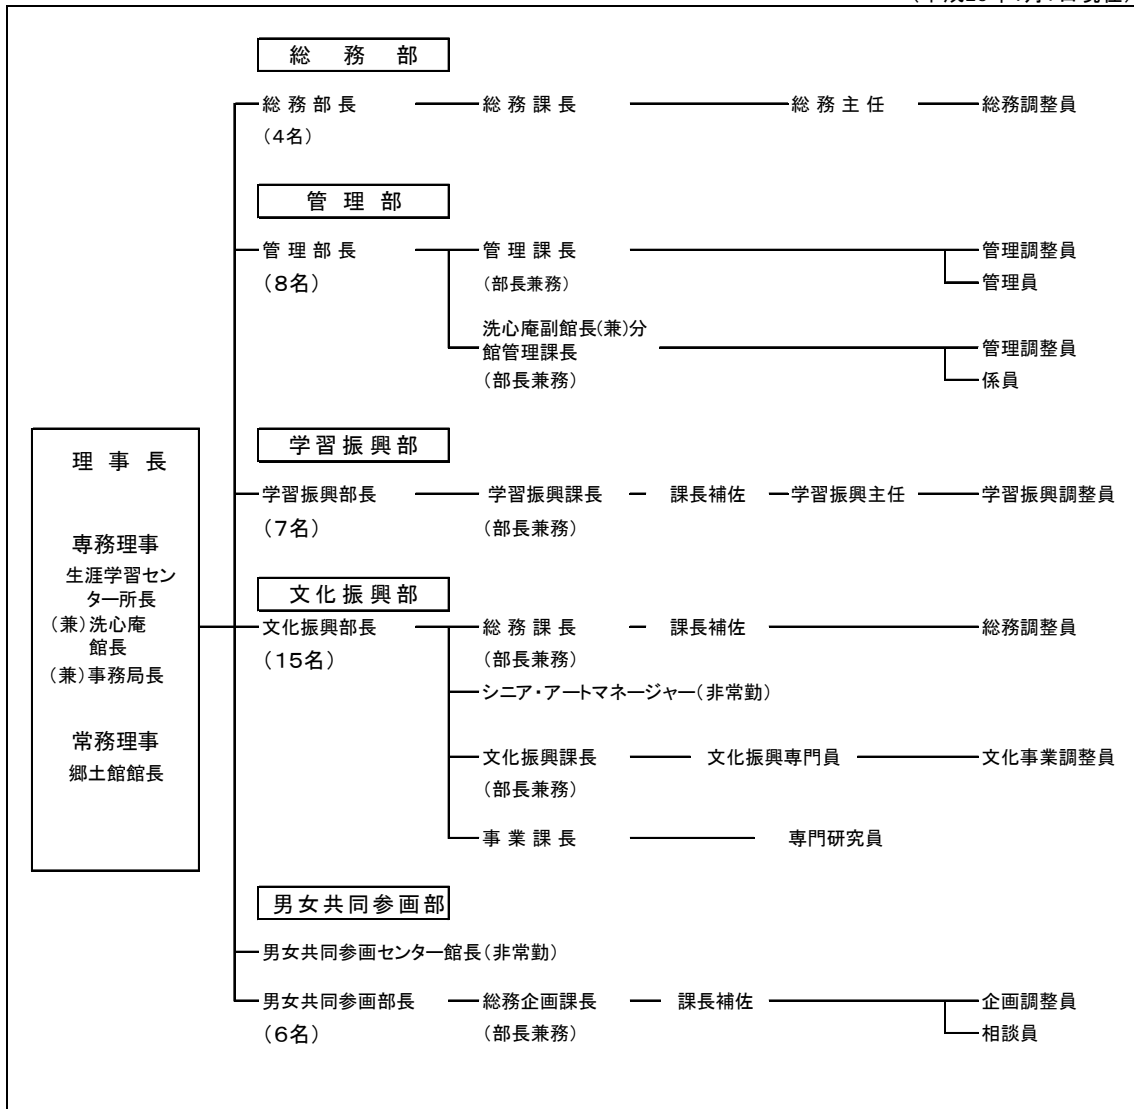 総務部
総務部長 総務課長 総務主任 総務調整員
(4名)
管理部
管理部長 管理課長 管理調整員
(8名) (部長兼務) 管理員
洗心庵副館長(兼)分
館管理課長 管理調整員
(部長兼務) 係員
理事長
専務理事
生涯学習セン
ター所長
(兼)洗心庵
館長
(兼)事務局長
常務理事
郷土館館長
学習振興部
学習振興部長 学習振興課長 課長補佐 学習振興主任 学習振興調整員
(7名) (部長兼務)
文化振興部
文化振興部長 総務課長 課長補佐 総務調整員
(15名) (部長兼務)
シニア・アートマネージャー(非常勤)
文化振興課長 文化振興専門員 文化事業調整員
(部長兼務)
事業課長 専門研究員
男女共同参画部
男女共同参画センター館長(非常勤)
男女共同参画部長 総務企画課長 課長補佐 企画調整員
(6名) (部長兼務) 相談員